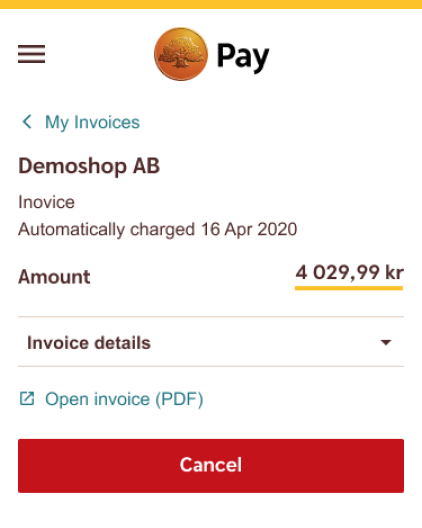 Pay
My Invoices
Demoshop AB
Inovice
Automatically charged 16 Apr 2020
Amount 4 029,99 kr
Invoice details
Open invoice (PDF)
Cancel